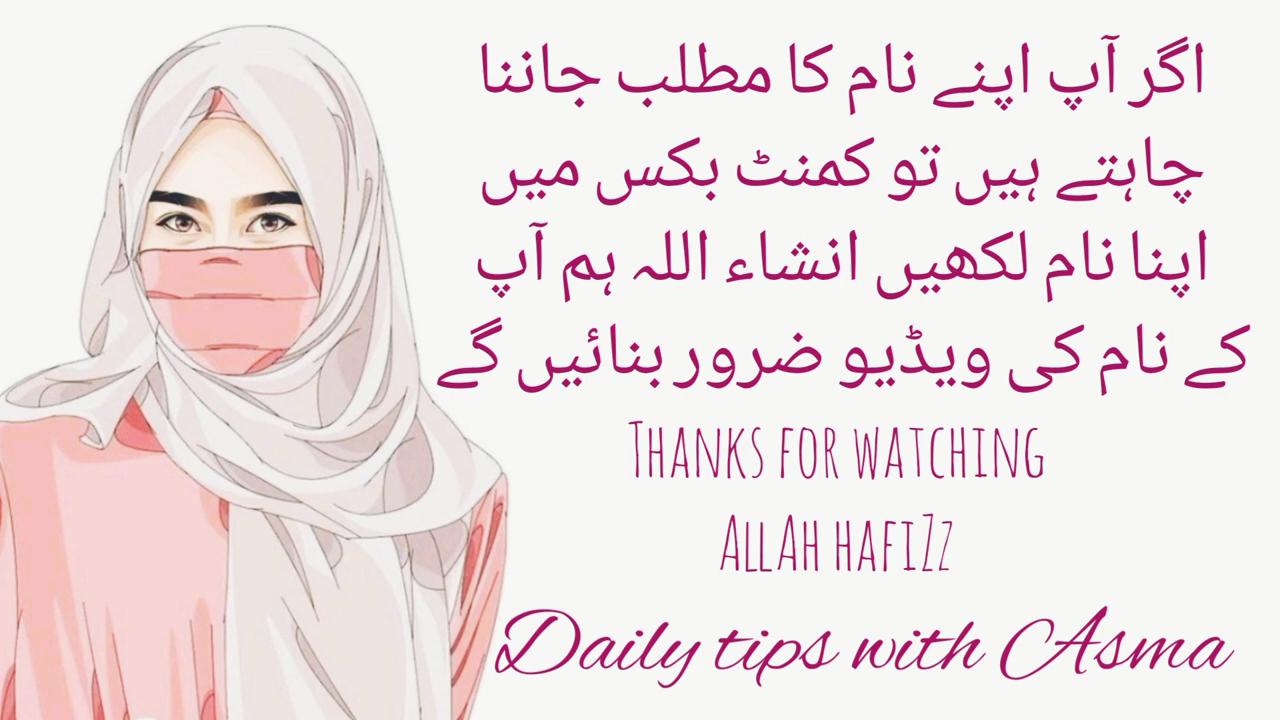 اگر آپ اپنے نام کا مطلب جاننا
چاہتے ہیں تو کمنٹ بکس میں
اپنا نام لکھیں انشاء اللہ ہم آپ
کے نام کی ویڈیو ضرور بنائیں گے
THANKS FOR WATCHING
ALLAH HAFIZZ
Daily tips with Asma